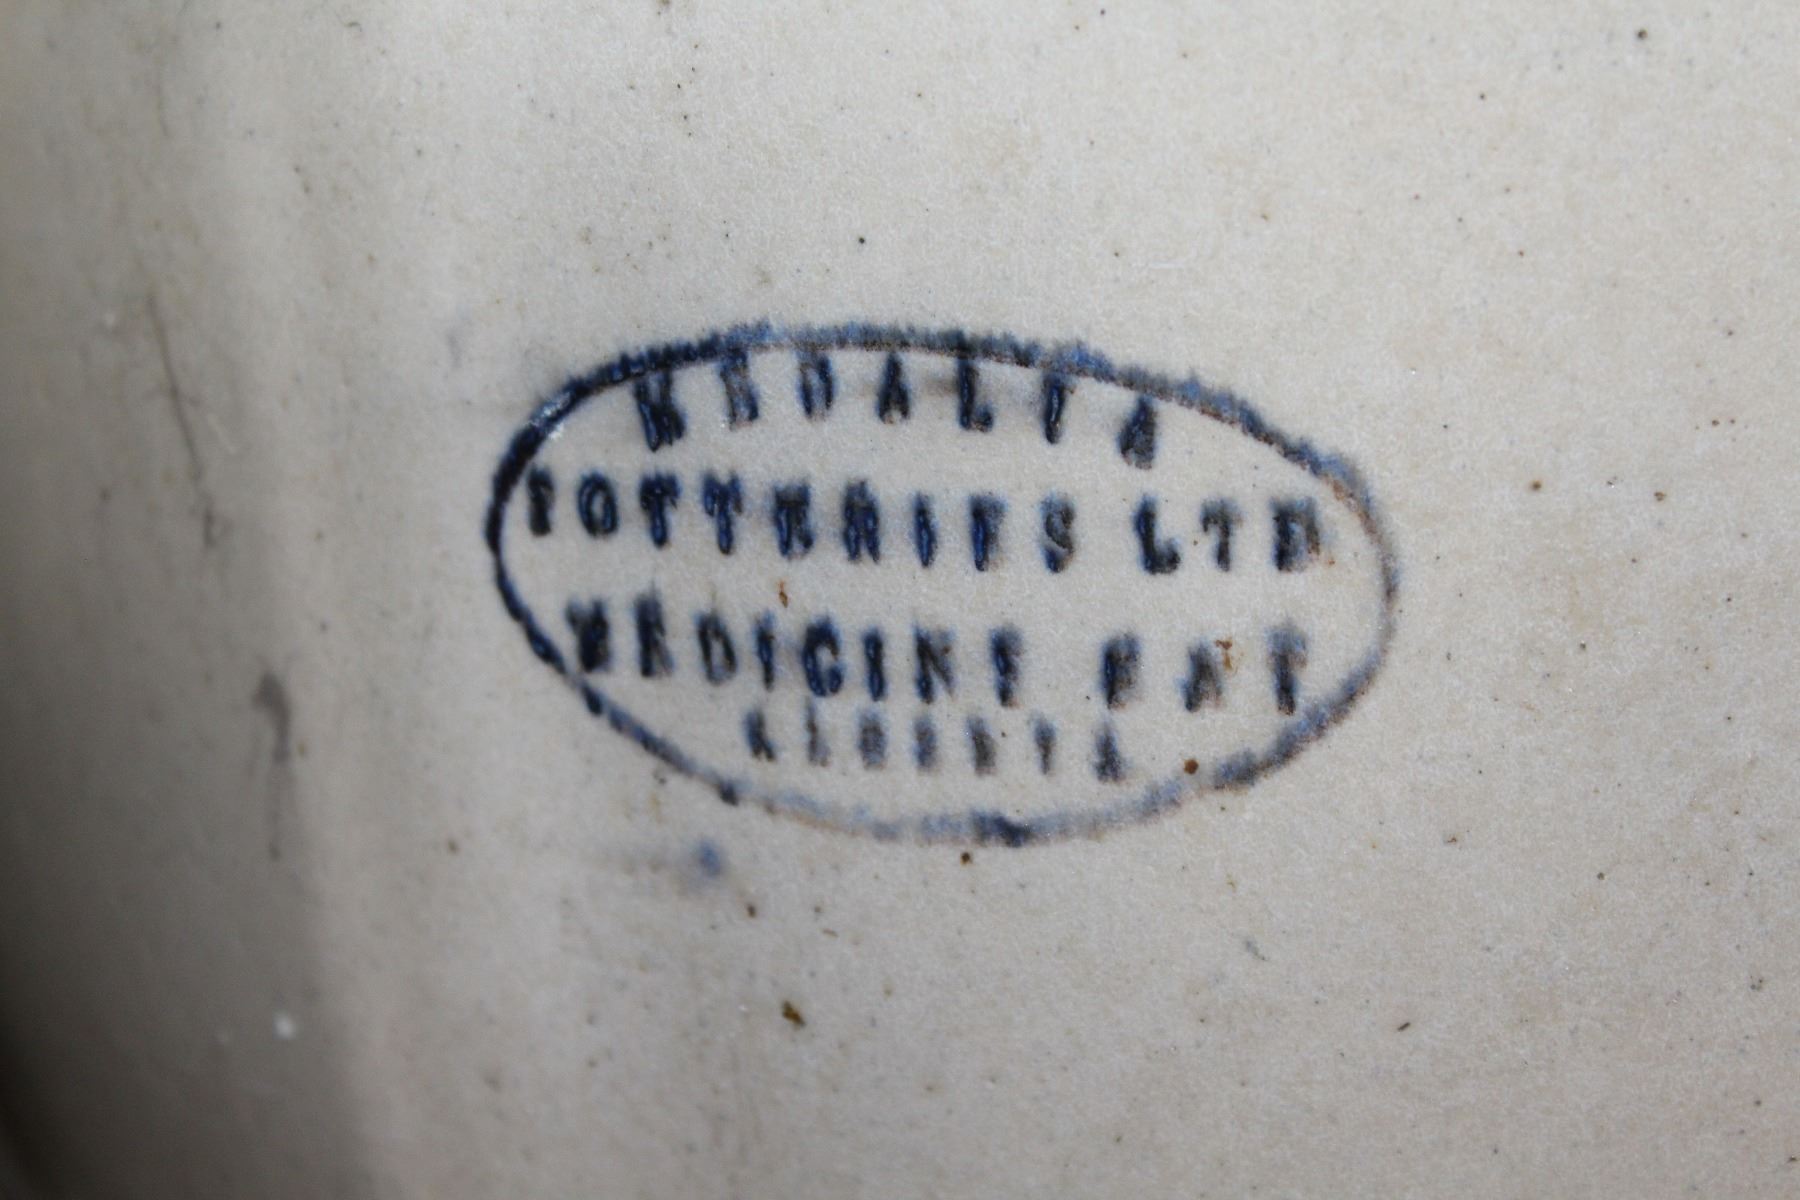 MEDALTA
POTTERIES LTD
MEDICINE HAT
ALBERTA